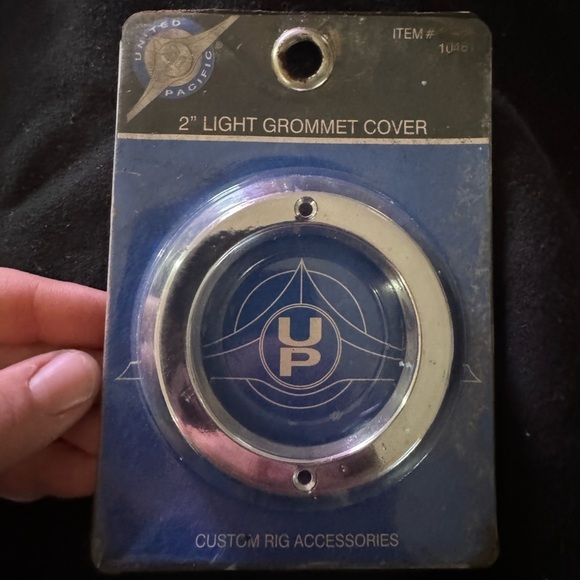 UNITED
PACIFIC
®
ITEM #
2" LIGHT GROMMET COVER
U
P
CUSTOM RIG ACCESSORIES